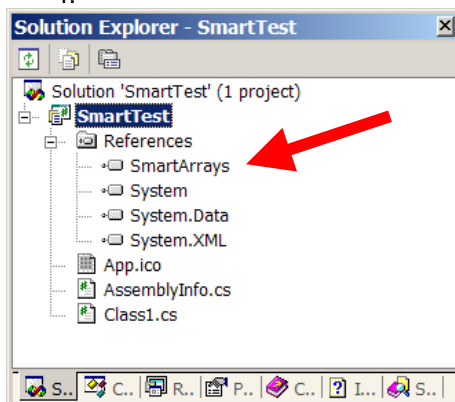 Solution Explorer - SmartTest
Solution 'SmartTest' (1 project)
SmartTest
References
SmartArrays
System
System.Data
System.XML
App.ico
AssemblyInfo.cs
Class1.cs
S.. C.. R.. P.. C.. I... S..